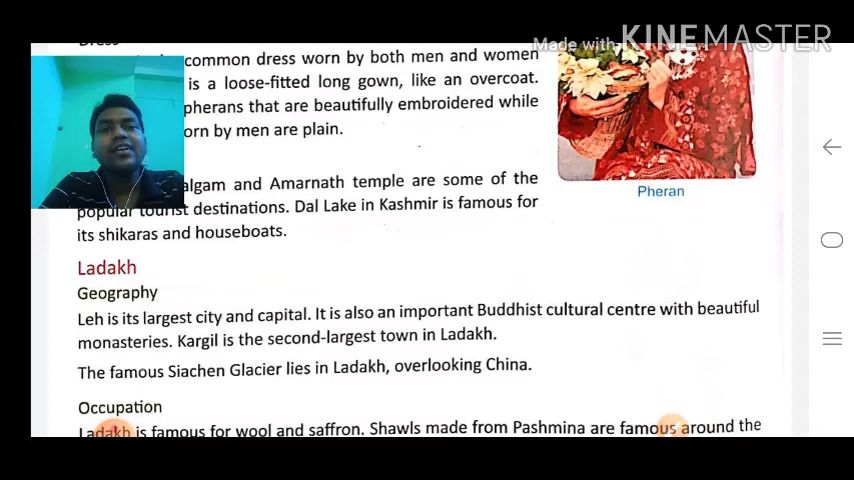 Made with KINEMASTER
Dress
common dress worn by both men and women
is a loose-fitted long gown, like an overcoat.
pherans that are beautifully embroidered while
orn by men are plain.
algam and Amarnath temple are some of the
popular tourist destinations. Dal Lake in Kashmir is famous for
its shikaras and houseboats.
Pheran
Ladakh
Geography
Leh is its largest city and capital. It is also an important Buddhist cultural centre with beautiful
monasteries. Kargil is the second-largest town in Ladakh.
The famous Siachen Glacier lies in Ladakh, overlooking China.
Occupation
Ladakh is famous for wool and saffron. Shawls made from Pashmina are famous around the